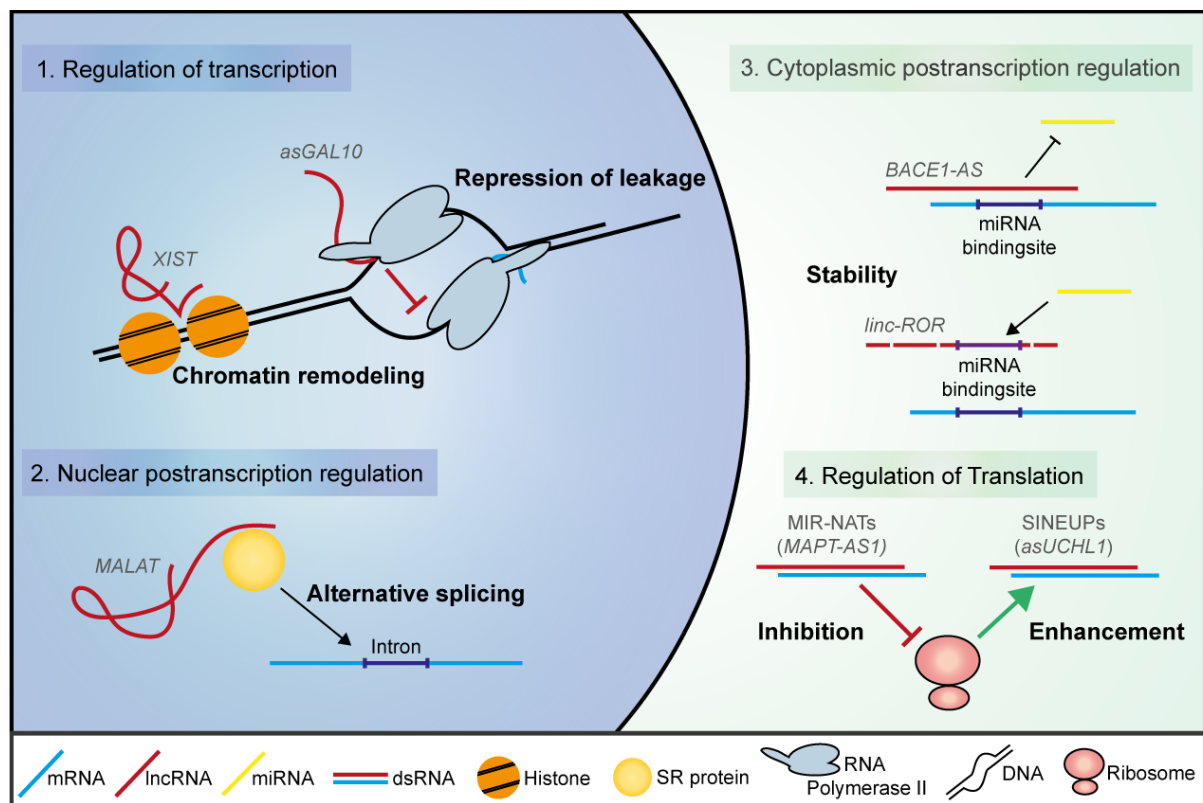 1. Regulation of transcription
asGAL10
Repression of leakage
XIST
Chromatin remodeling
2. Nuclear postranscription regulation
MALAT
Alternative splicing
Intron
3. Cytoplasmic postranscription regulation
BACE1-AS
miRNA
bindingsite
Stability
linc-ROR
miRNA
bindingsite
4. Regulation of Translation
MIR-NATs
(MAPT-AS1)
SINEUPs
(asUCHL1)
Inhibition
Enhancement
mRNA
lncRNA
miRNA
dsRNA
Histone
SR protein
RNA
Polymerase II
DNA
Ribosome